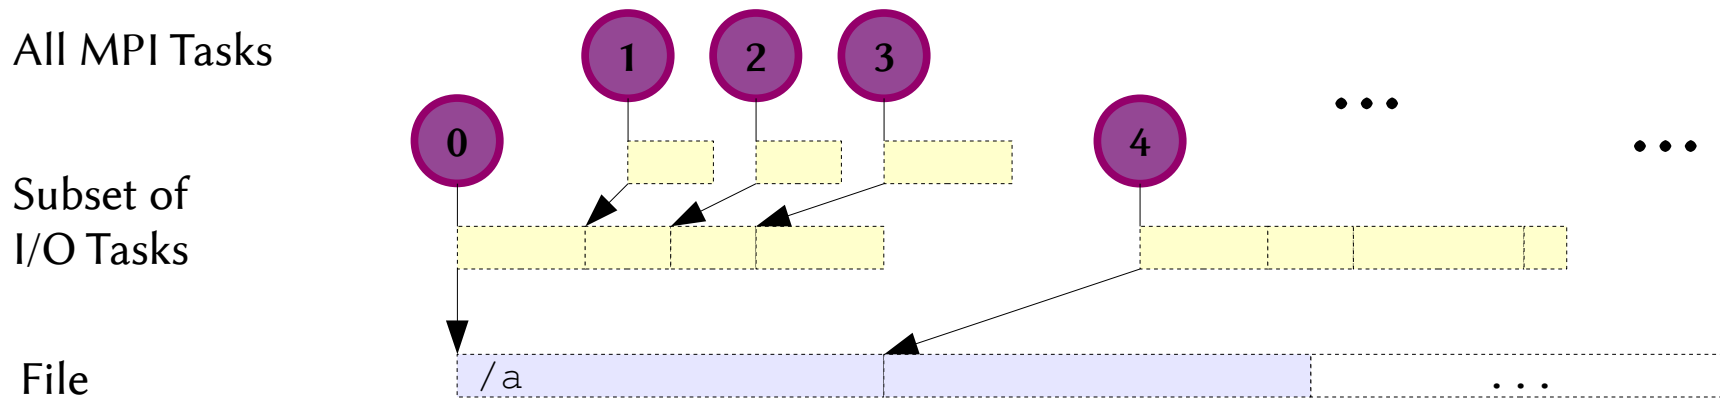 All MPI Tasks
1 2 3
0 4
...
...
Subset of
I/O Tasks
File
/a
...